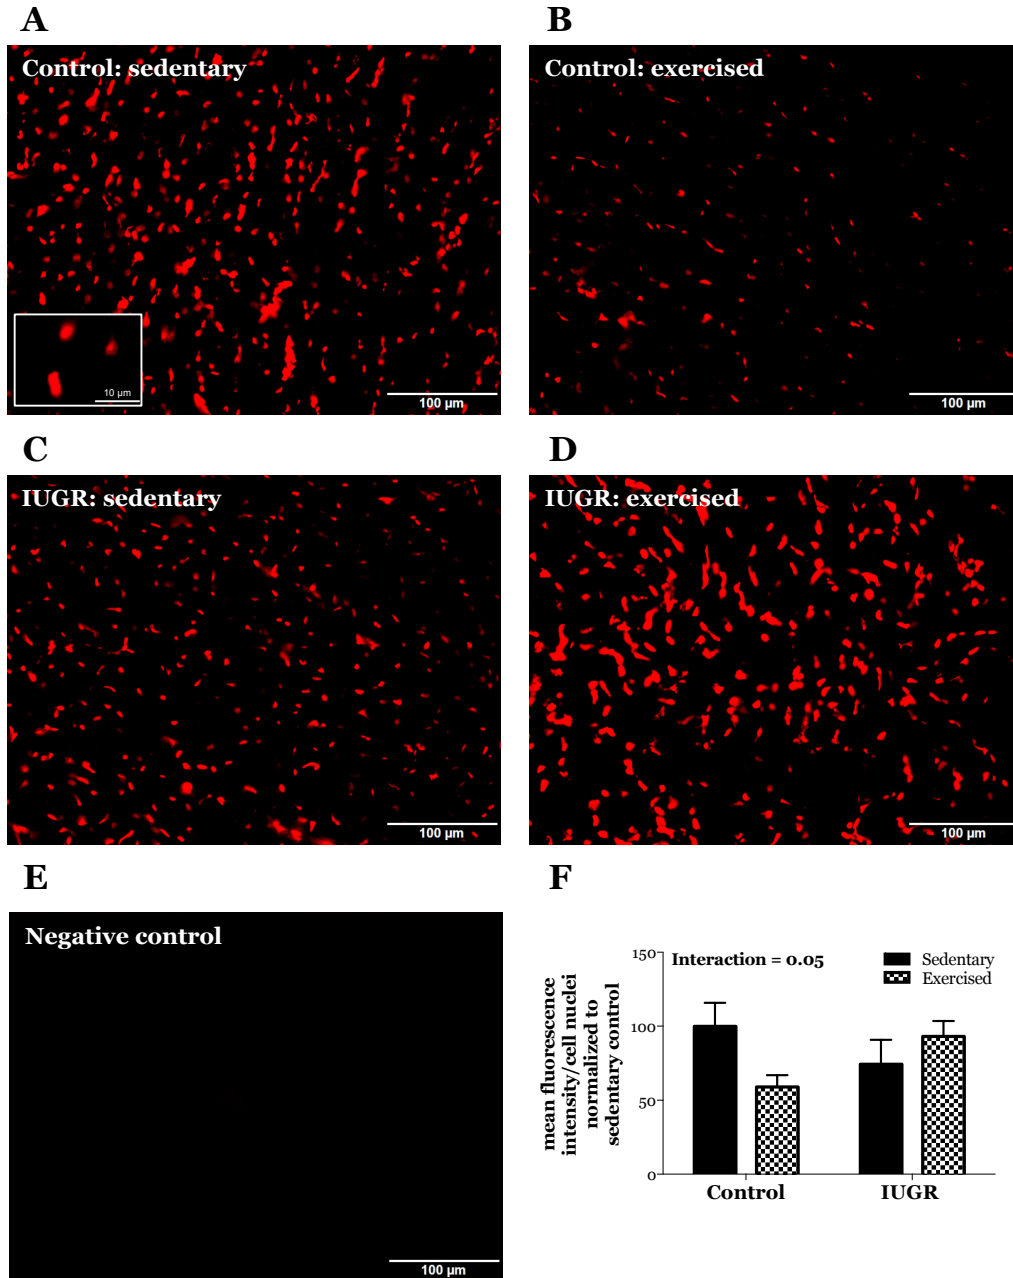 A
B
Control: sedentary
Control: exercised
10 μm
100 μm
100 μm
C
D
IUGR: sedentary
IUGR: exercised
100 μm
100 μm
E
F
Negative control
100 μm
mean fluorescence
intensity/cell nuclei
normalized to
sedentary control
150
100
50
0
Interaction = 0.05
Sedentary
Exercised
Control
IUGR